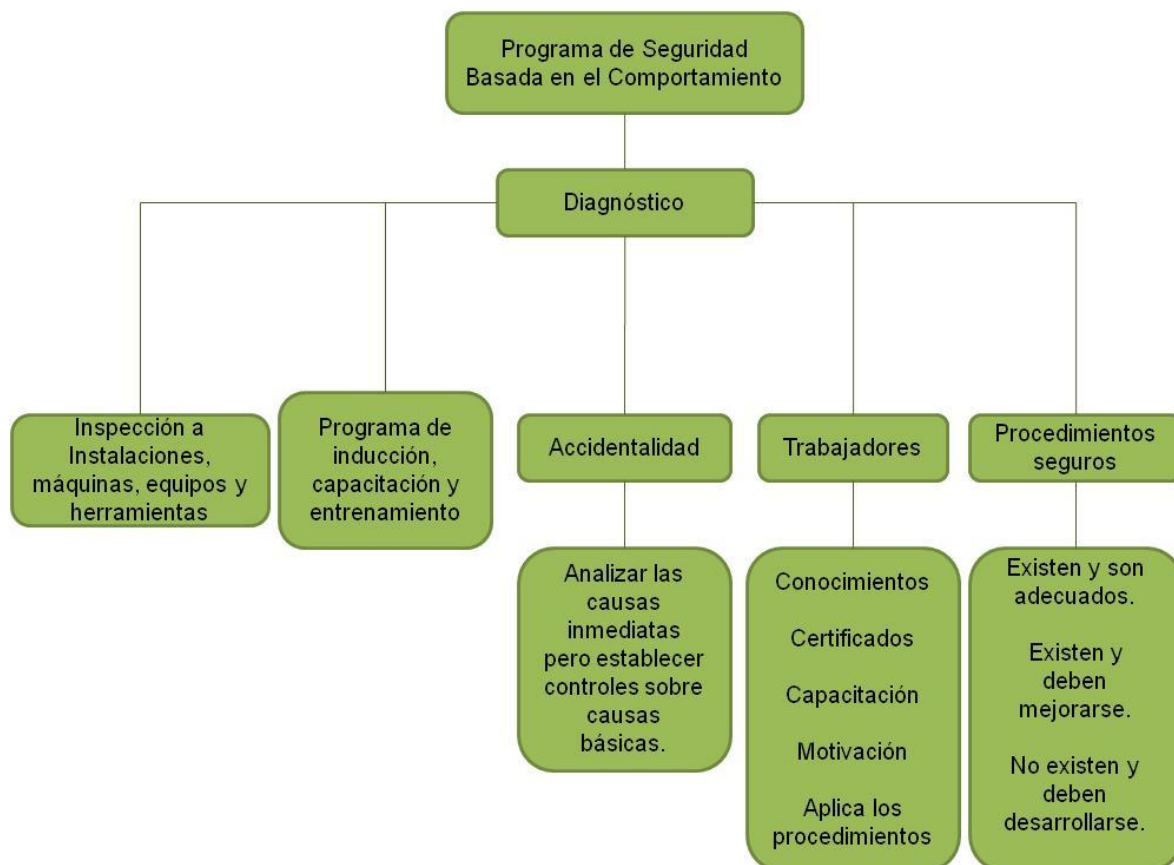 Programa de Seguridad
Basada en el Comportamiento
Diagnóstico
Inspección a
Instalaciones,
máquinas, equipos y
herramientas
Programa de
inducción,
capacitación y
entrenamiento
Accidentalidad
Trabajadores
Procedimientos
seguros
Analizar las
causas
inmediatas
pero establecer
controles sobre
causas
básicas.
Conocimientos
Certificados
Capacitación
Motivación
Aplica los
procedimientos
Existen y son
adecuados.
Existen y
deben
mejorarse.
No existen y
deben
desarrollarse.